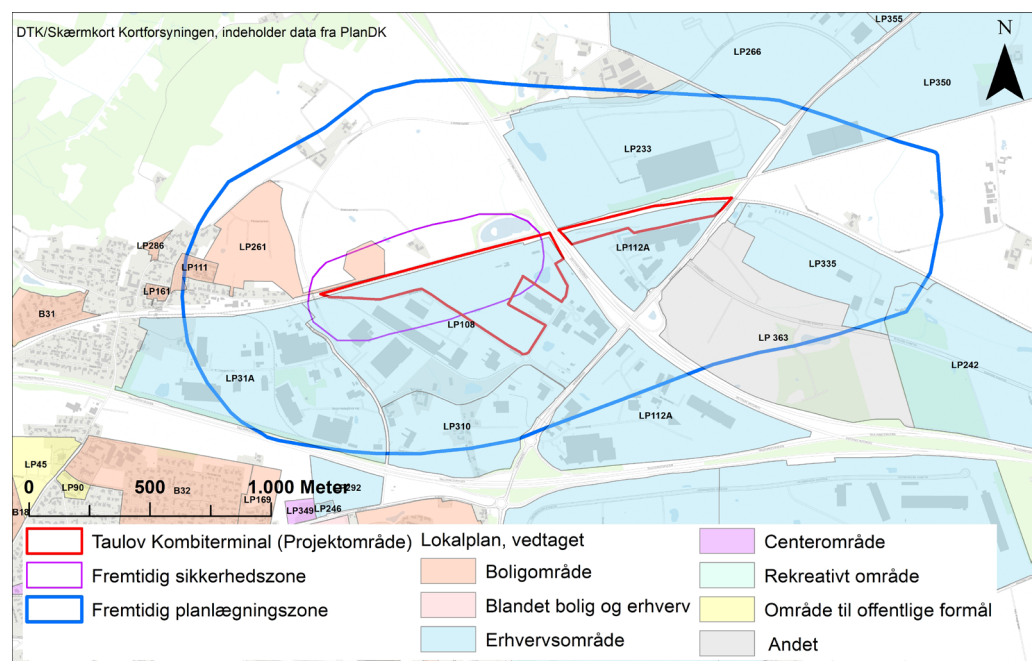 DTK/Skærmkort Kortforsyningen, indeholder data fra PlanDK
N
LP355
LP266
LP350
LP233
LP286
LP261
LP111
LP112A
LP335
LP161
B31
LP108
LP 363
LP242
LP31A
LP310
LP112A
LP45
LP90
B32
LP169
LP349
LP246
B18
0 500 1.000 Meter
Taulov Kombiterminal (Projektområde)
Fremtidig sikkerhedszone
Fremtidig planlægningszone
Lokalplan, vedtaget
Boligområde
Blandet bolig og erhverv
Erhvervsområde
Centerområde
Rekreativt område
Område til offentlige formål
Andet